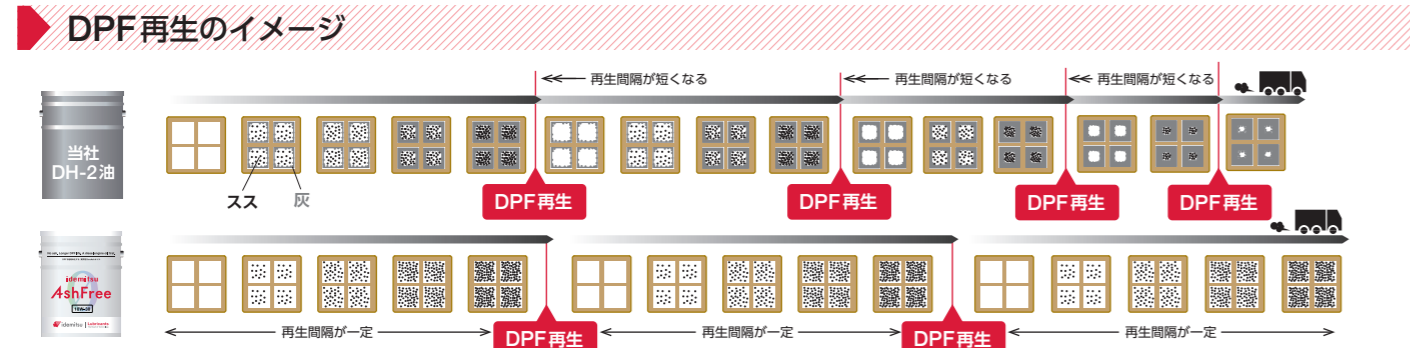 DPF再生のイメージ
再生間隔が短くなる
再生間隔が短くなる
再生間隔が短くなる
当社
DH-2油
スス
灰
DPF再生
DPF再生
DPF再生
DPF再生
idemitsu
AshFree
idemitsu Lubricants
再生間隔が一定
DPF再生
再生間隔が一定
DPF再生
再生間隔が一定